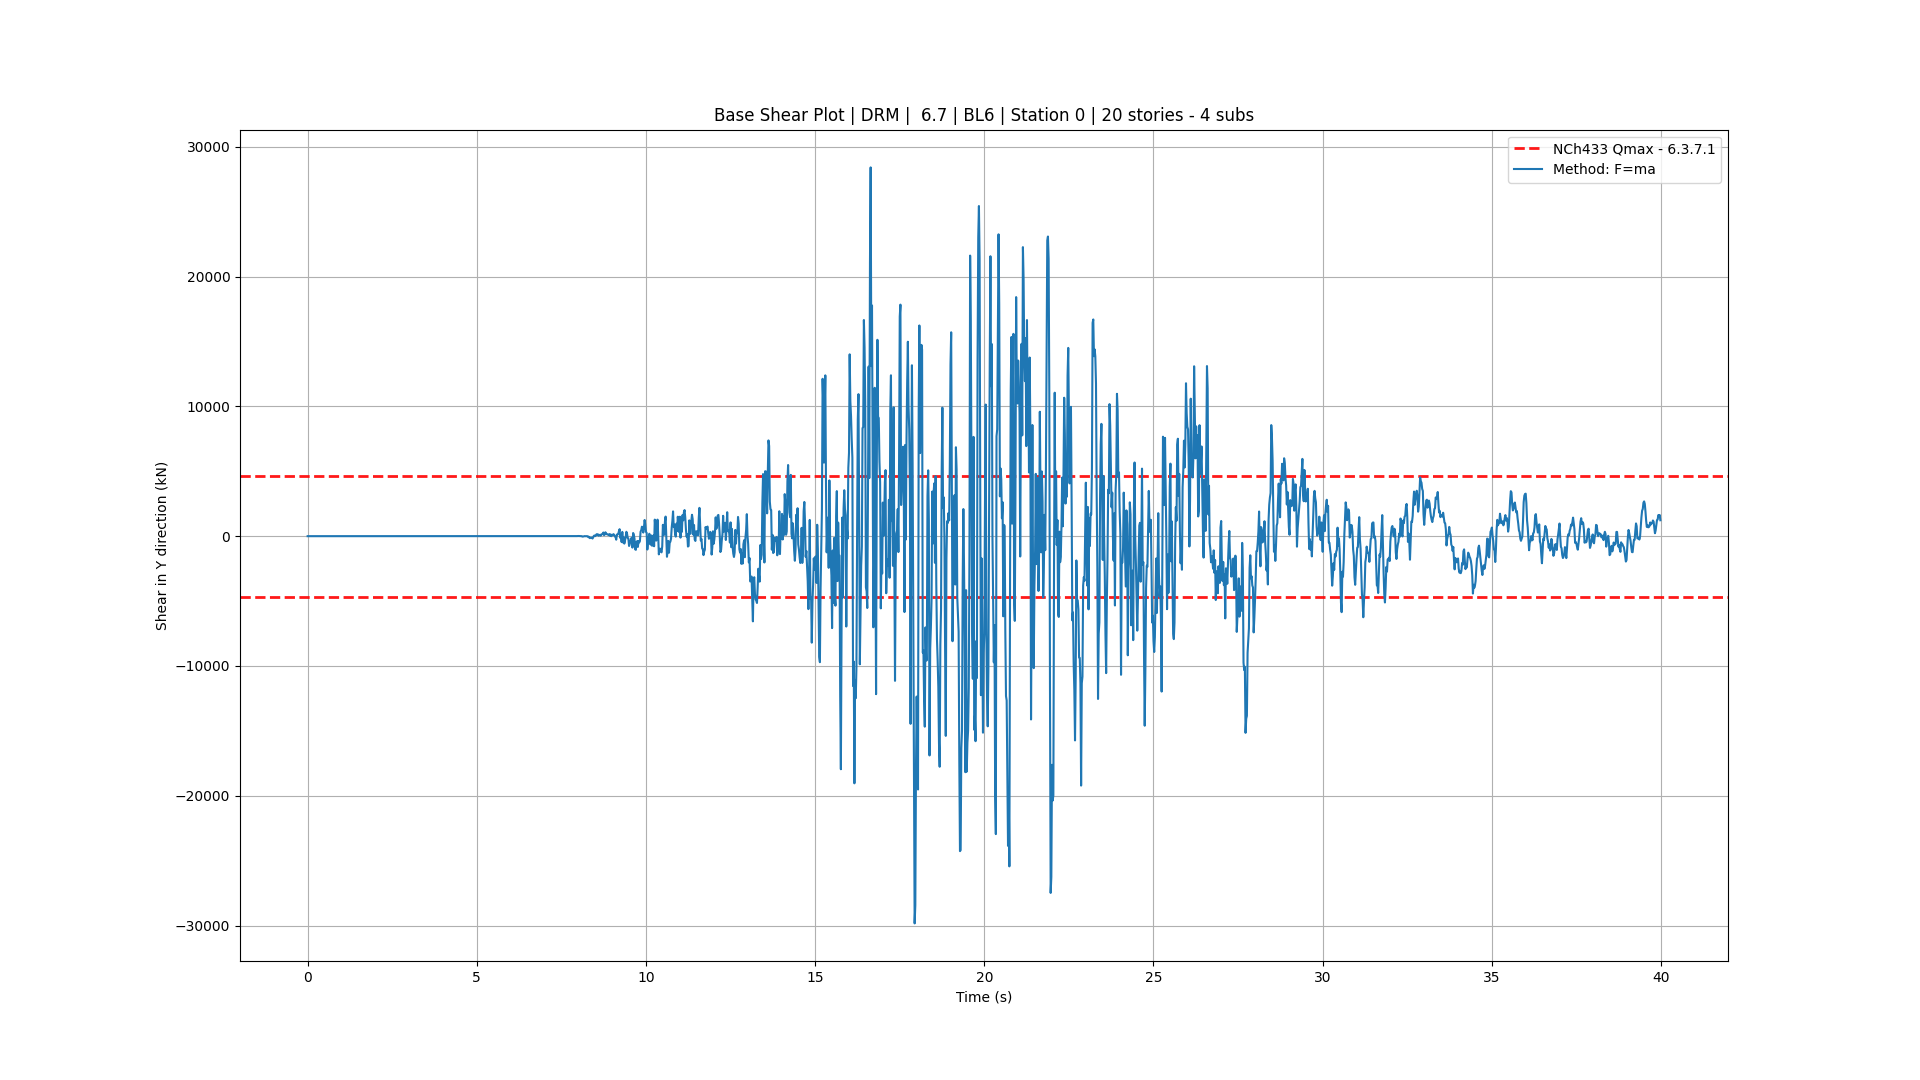 Base Shear Plot | DRM |  6.7 | BL6 | Station 0 | 20 stories - 4 subs
NCh433 Qmax - 6.3.7.1
Method: F=ma
30000
20000
10000
0
−10000
−20000
−30000
Shear in Y direction (kN)
0 5 10 15 20 25 30 35 40
Time (s)